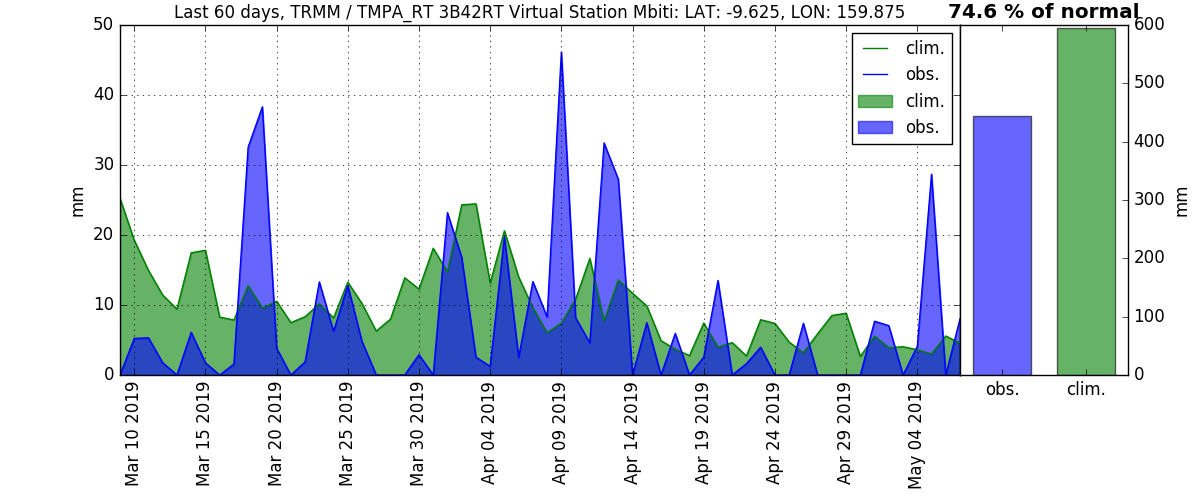 Last 60 days, TRMM / TMPA_RT 3B42RT Virtual Station Mbiti: LAT: -9.625, LON: 159.875
74.6 % of normal
50
40
30
20
10
0
mm
clim.
obs.
clim.
obs.
600
500
400
300
200
100
0
mm
obs.
clim.
Mar 10 2019
Mar 15 2019
Mar 20 2019
Mar 25 2019
Mar 30 2019
Apr 04 2019
Apr 09 2019
Apr 14 2019
Apr 19 2019
Apr 24 2019
Apr 29 2019
May 04 2019